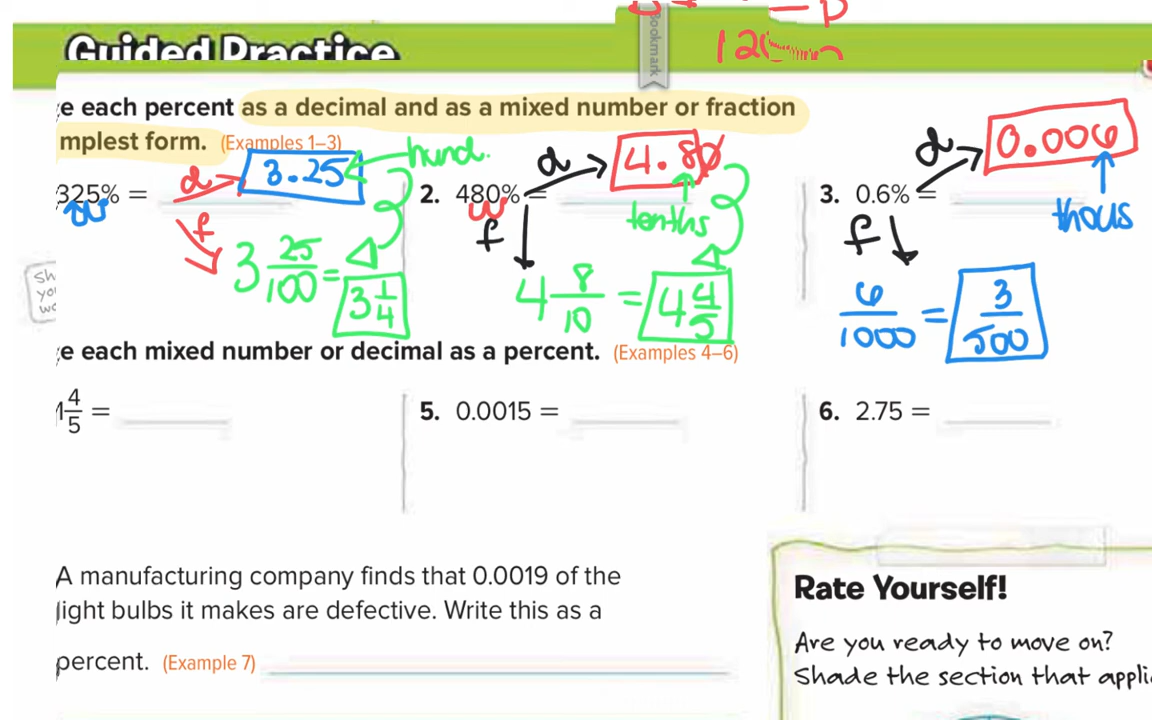 Bookmark
Guided Practice
e each percent as a decimal and as a mixed number or fraction
mplest form. (Examples 1–3)
325% = d 3.25 hund.
f
3 25/100 = 3 1/4
2. 480% = d 4.80
tenths
f
4 8/10 = 4 4/5
3. 0.6% = d 0.006
thous
f
6/1000 = 3/500
Sh
yo
wo
e each mixed number or decimal as a percent. (Examples 4–6)
1 4/5 =
5. 0.0015 =
6. 2.75 =
A manufacturing company finds that 0.0019 of the
light bulbs it makes are defective. Write this as a
percent. (Example 7)
Rate Yourself!
Are you ready to move on?
Shade the section that appli